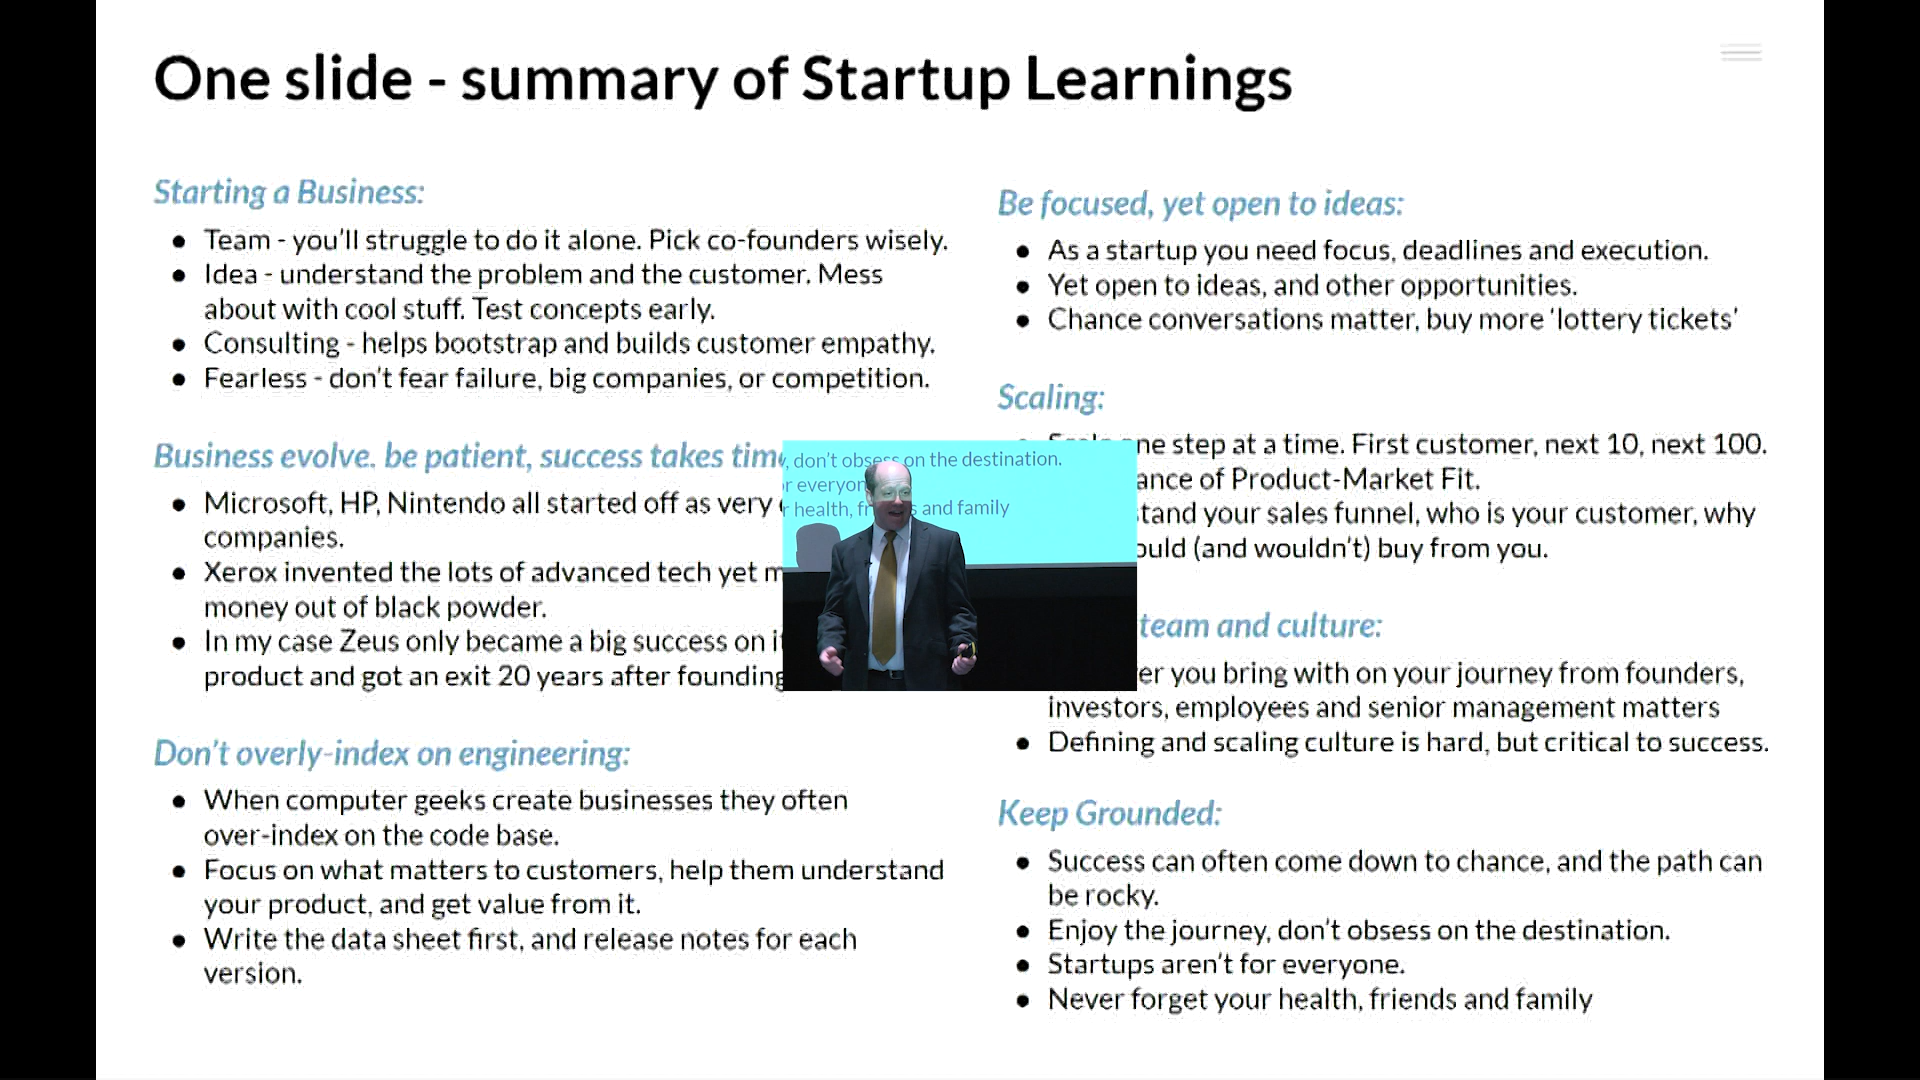 One slide - summary of Startup Learnings
Starting a Business:
● Team - you'll struggle to do it alone. Pick co-founders wisely.
● Idea - understand the problem and the customer. Mess
about with cool stuff. Test concepts early.
● Consulting - helps bootstrap and builds customer empathy.
● Fearless - don't fear failure, big companies, or competition.
Business evolve. be patient, success takes
● Microsoft, HP, Nintendo all started off as very
companies.
● Xerox invented the lots of advanced tech yet
money out of black powder.
● In my case Zeus only became a big success on
product and got an exit 20 years after founding
Don't overly-index on engineering:
● When computer geeks create businesses they often
over-index on the code base.
● Focus on what matters to customers, help them understand
your product, and get value from it.
● Write the data sheet first, and release notes for each
version.
Be focused, yet open to ideas:
● As a startup you need focus, deadlines and execution.
● Yet open to ideas, and other opportunities.
● Chance conversations matter, buy more 'lottery tickets'
Scaling:
step at a time. First customer, next 10, next 100.
of Product-Market Fit.
your sales funnel, who is your customer, why
(and wouldn't) buy from you.
team and culture:
you bring with on your journey from founders,
investors, employees and senior management matters
● Defining and scaling culture is hard, but critical to success.
Keep Grounded:
● Success can often come down to chance, and the path can
be rocky.
● Enjoy the journey, don't obsess on the destination.
● Startups aren't for everyone.
● Never forget your health, friends and family
, don't obsess on the destination.
health, and family